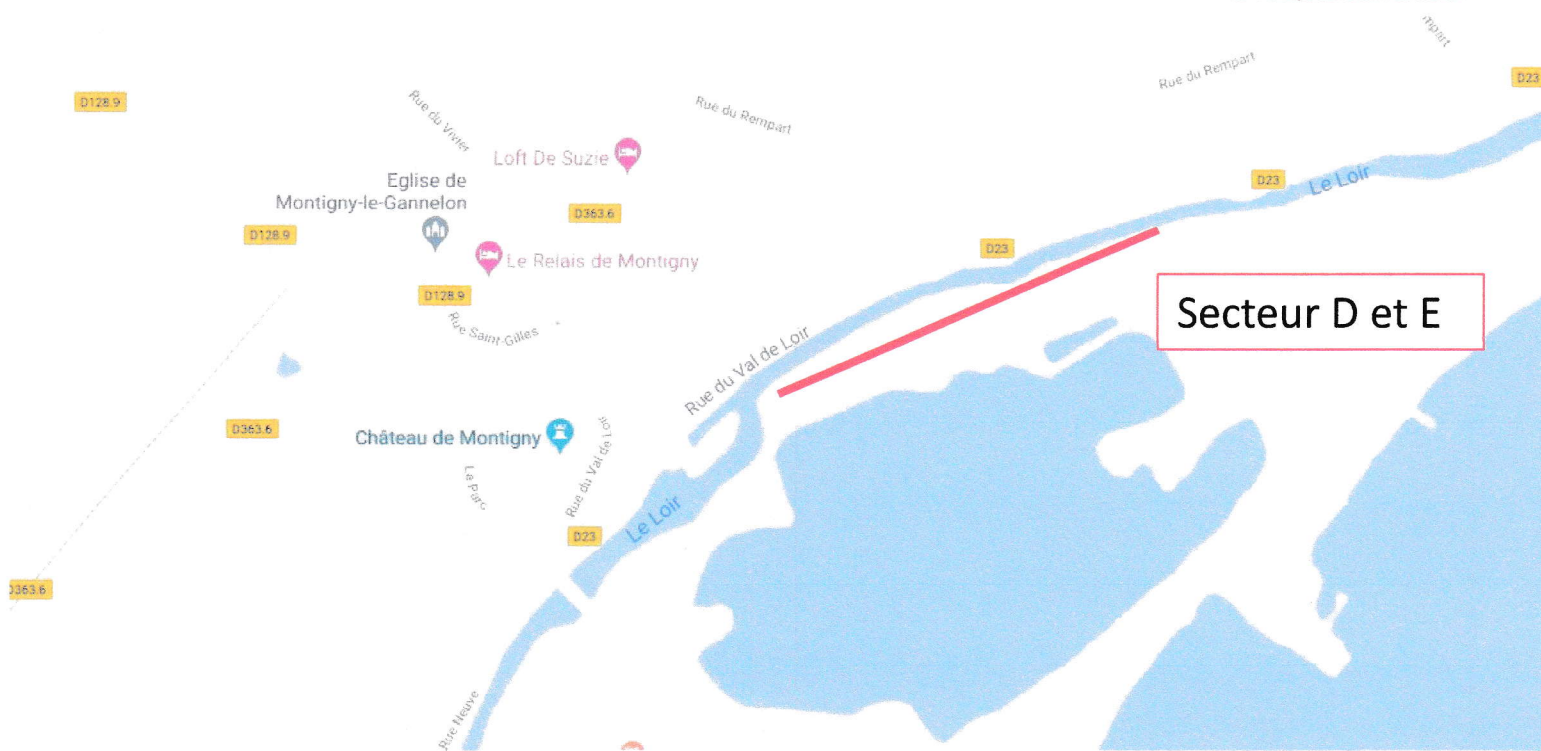 mpart
D23
Rue du Rempart
D128.9
Rue du Vivier
Rue du Rempart
Loft De Suzie
Eglise de
Montigny-le-Gannelon
D363.6
D23
Le Loir
D128.9
D23
Le Relais de Montigny
D128.9
Rue Saint-Gilles
Secteur D et E
Rue du Val de Loir
D363.6
Château de Montigny
Rue du Val de Loir
Le Parc
Le Loir
D23
D363.6
Rue Neuve